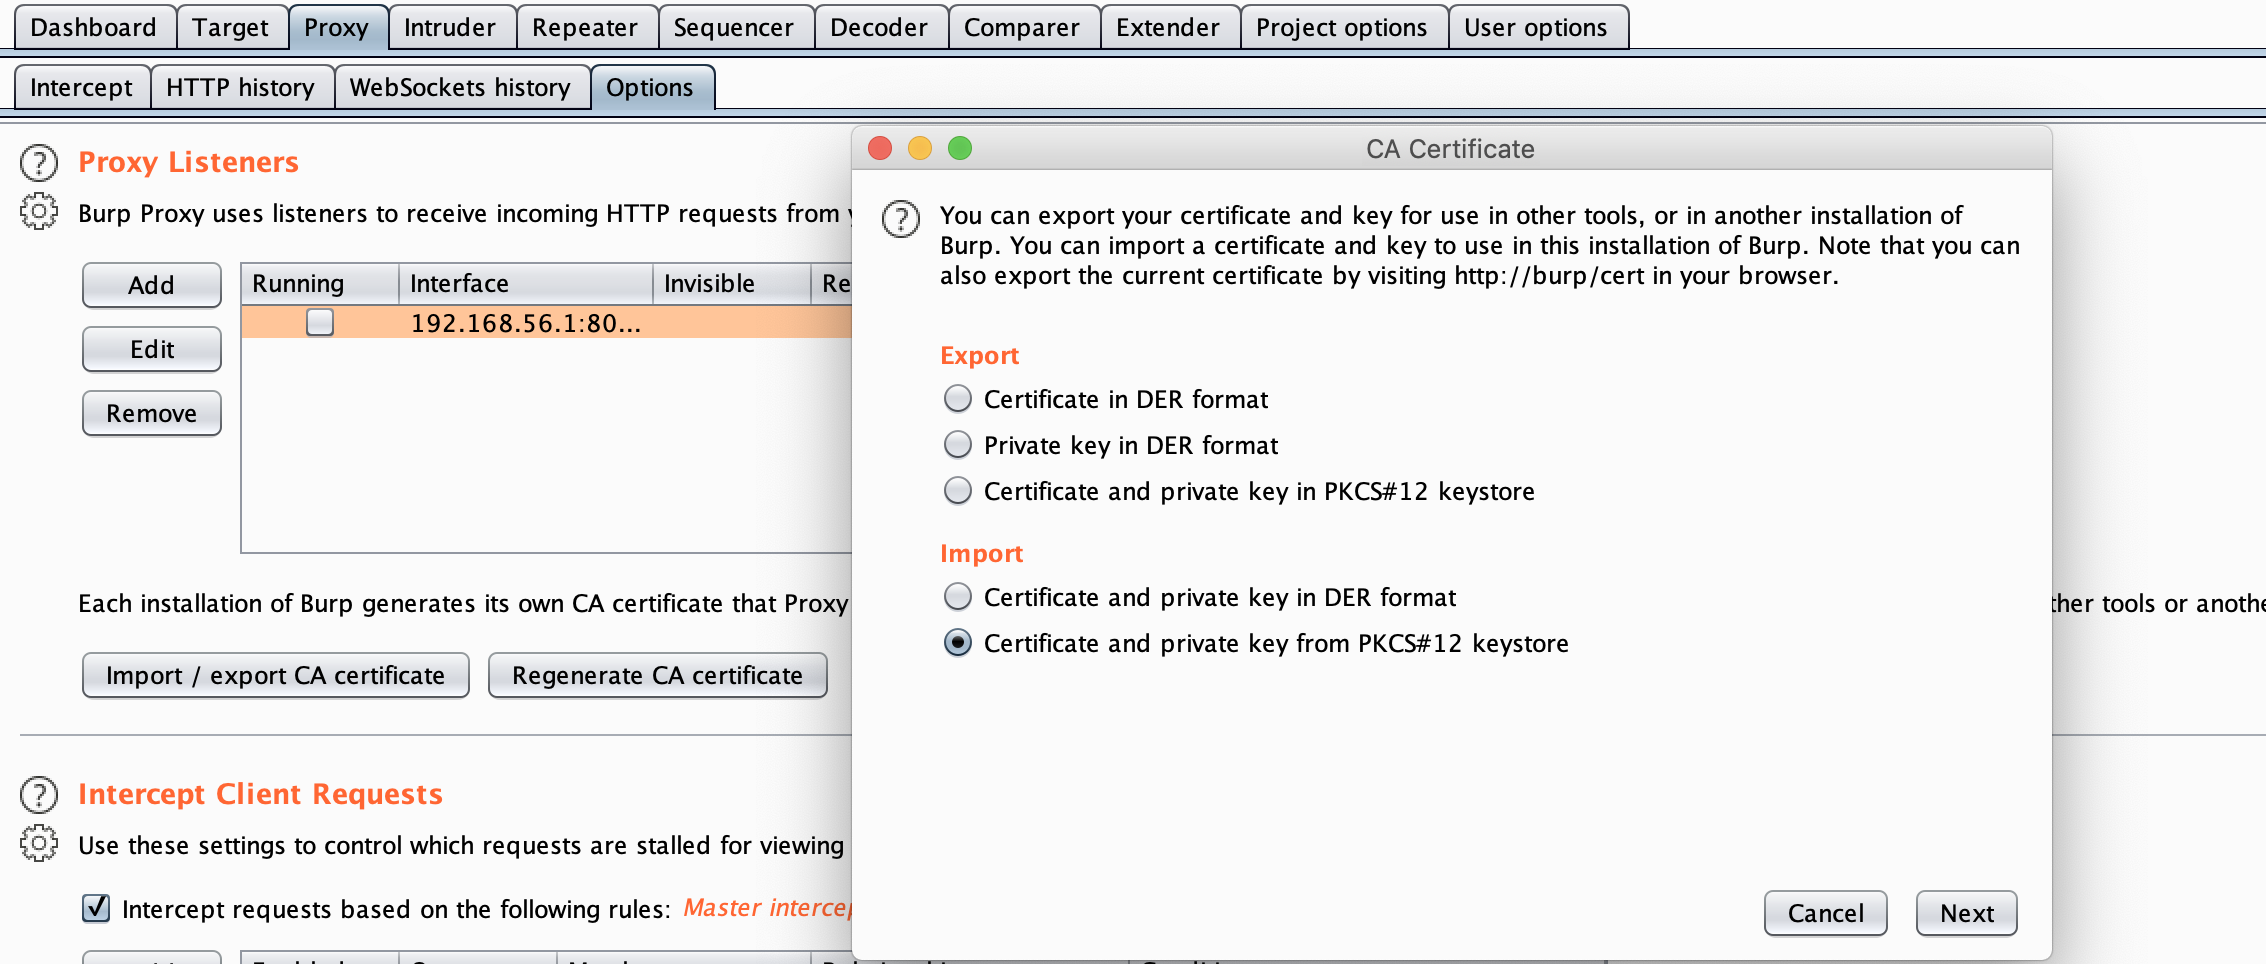 Dashboard Target Proxy Intruder Repeater Sequencer Decoder Comparer Extender Project options User options
Intercept HTTP history WebSockets history Options
Proxy Listeners
Burp Proxy uses listeners to receive incoming HTTP requests from
Add
Edit
Remove
Running Interface Invisible Re
192.168.56.1:80...
Each installation of Burp generates its own CA certificate that Proxy
ther tools or anothe
Import / export CA certificate Regenerate CA certificate
Intercept Client Requests
Use these settings to control which requests are stalled for viewing
Intercept requests based on the following rules: Master intercep
CA Certificate
You can export your certificate and key for use in other tools, or in another installation of
Burp. You can import a certificate and key to use in this installation of Burp. Note that you can
also export the current certificate by visiting http://burp/cert in your browser.
Export
Certificate in DER format
Private key in DER format
Certificate and private key in PKCS#12 keystore
Import
Certificate and private key in DER format
Certificate and private key from PKCS#12 keystore
Cancel Next